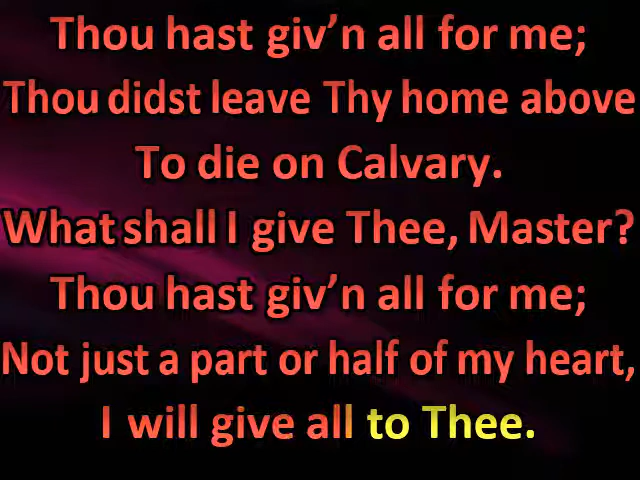 Thou hast giv’n all for me;
Thou didst leave Thy home above
To die on Calvary.
What shall I give Thee, Master?
Thou hast giv’n all for me;
Not just a part or half of my heart,
I will give all to Thee.